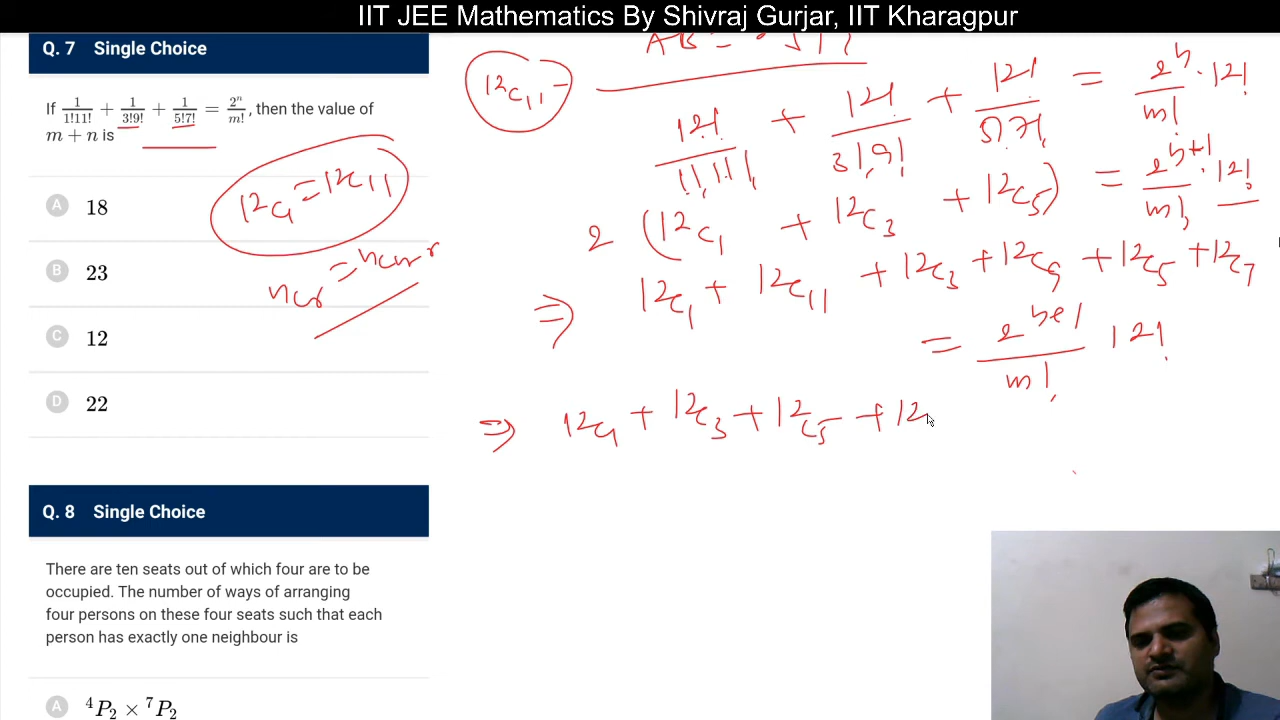 IIT JEE Mathematics By Shivraj Gurjar, IIT Kharagpur
Q. 7 Single Choice
If 1/(1!11!) + 1/(3!9!) + 1/(5!7!) = 2^n/m!, then the value of
m + n is
A 18
B 23
C 12
D 22
12C1 = 12C11
nCr = nCn-r
12C11
12!/(1!11!) + 12!/(3!9!) + 12!/(5!7!) = 2^n/m! · 12!
2 (12C1 + 12C3 + 12C5) = 2^(n+1)/m! · 12!
⇒ 12C1 + 12C11 + 12C3 + 12C9 + 12C5 + 12C7
= 2^(n+1)/m! 12!
⇒ 12C1 + 12C3 + 12C5 + 12
Q. 8 Single Choice
There are ten seats out of which four are to be
occupied. The number of ways of arranging
four persons on these four seats such that each
person has exactly one neighbour is
A ⁴P₂ × ⁷P₂